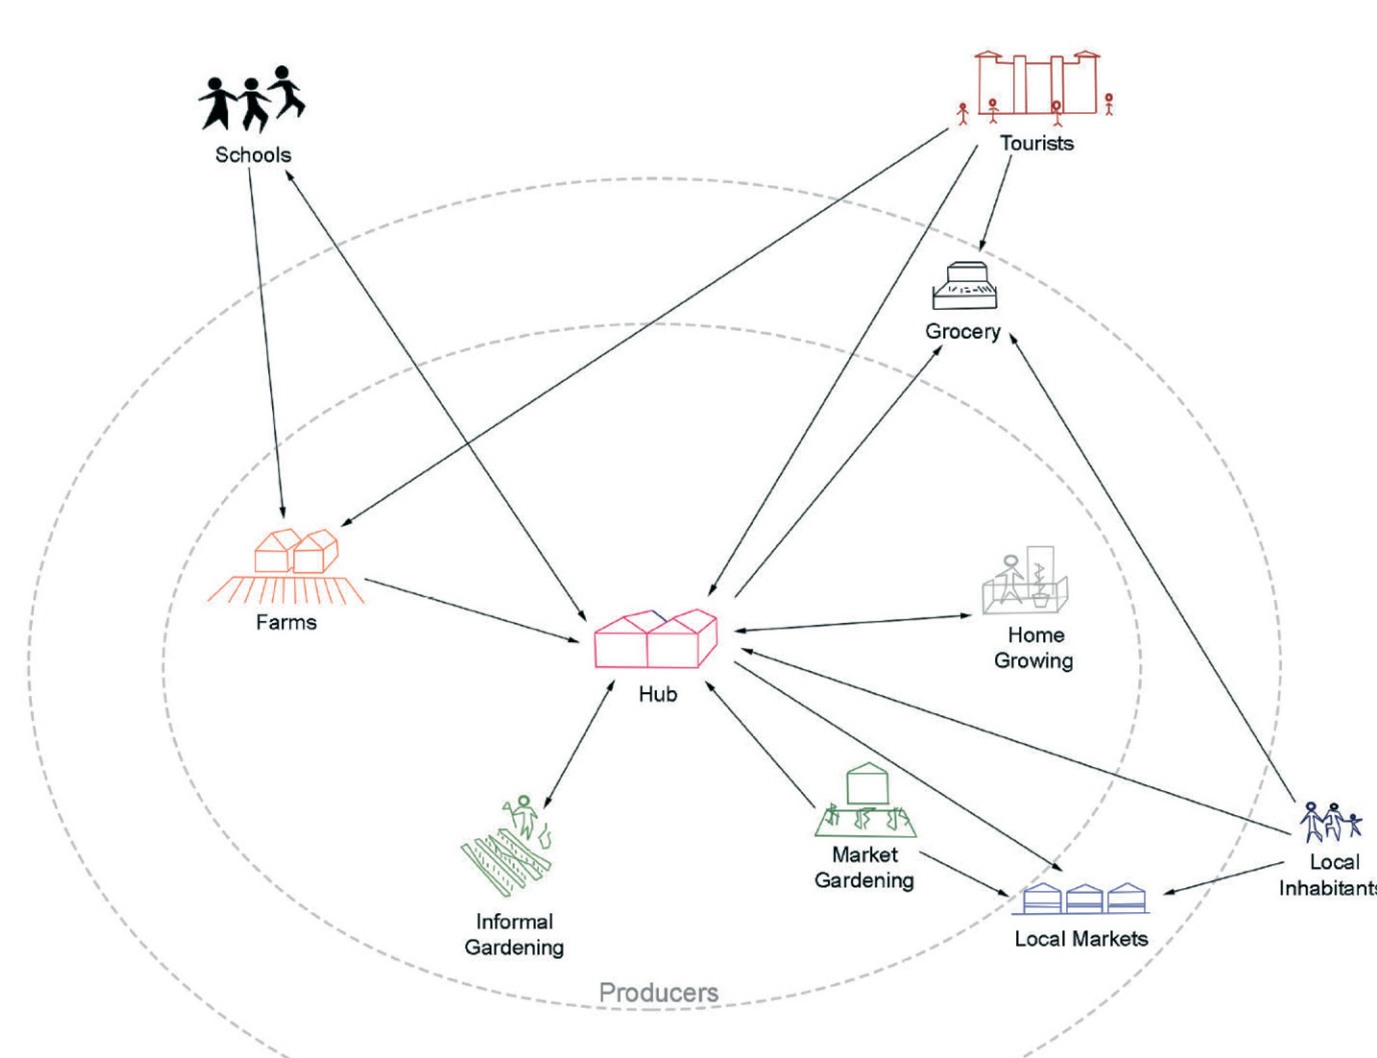 Schools
Tourists
Grocery
Farms
Home
Growing
Hub
Market
Gardening
Local
Inhabitants
Informal
Gardening
Local Markets
Producers